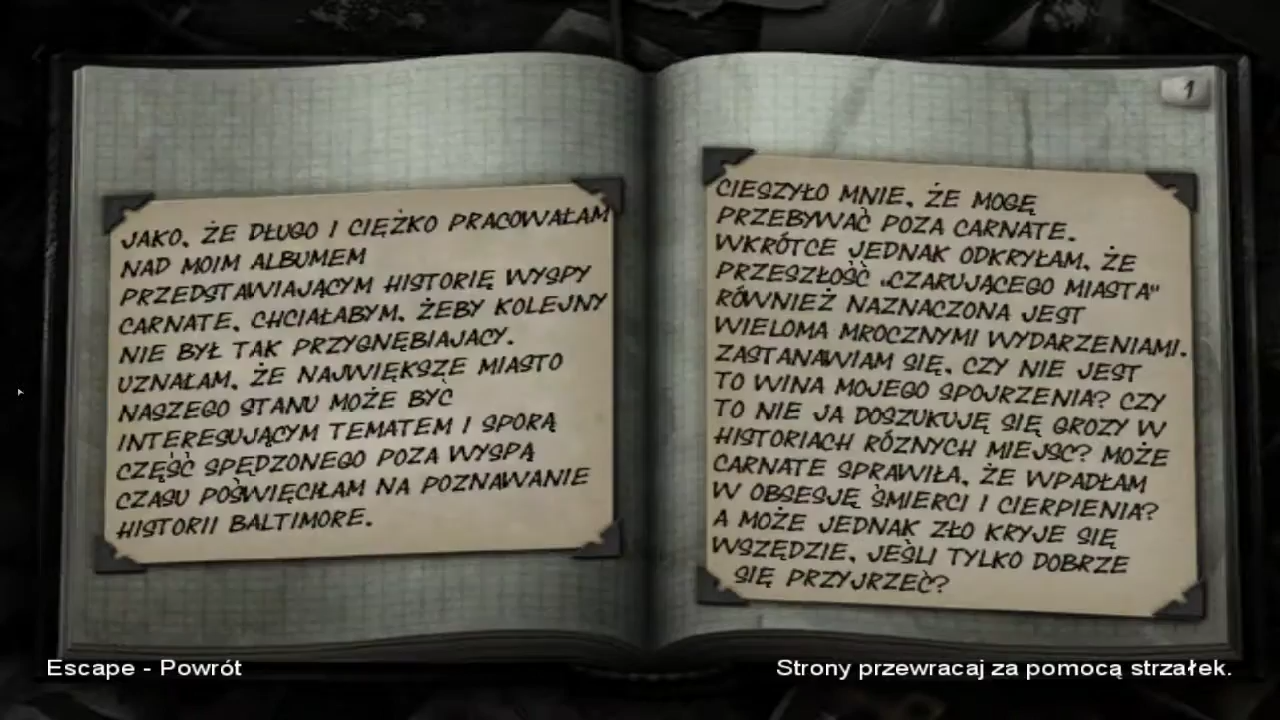 JAKO, ŻE DŁUGO I CIĘŻKO PRACOWAŁAM
NAD MOIM ALBUMEM
PRZEDSTAWIAJĄCYM HISTORIĘ WYSPY
CARNATE, CHCIAŁABYM, ŻEBY KOLEJNY
NIE BYŁ TAK PRZYGNĘBIAJĄCY.
UZNAŁAM, ŻE NAJWIĘKSZE MIASTO
NASZEGO STANU MOŻE BYĆ
INTERESUJĄCYM TEMATEM I SPORĄ
CZĘŚĆ SPĘDZONEGO POZA WYSPĄ
CZASU POŚWIĘCIŁAM NA POZNAWANIE
HISTORII BALTIMORE.
1
CIESZYŁO MNIE, ŻE MOGĘ
PRZEBYWAĆ POZA CARNATE.
WKRÓTCE JEDNAK ODKRYŁAM, ŻE
PRZESZŁOŚĆ „CZARUJĄCEGO MIASTA"
RÓWNIEŻ NAZNACZONA JEST
WIELOMA MROCZNYMI WYDARZENIAMI.
ZASTANAWIAM SIĘ, CZY NIE JEST
TO WINA MOJEGO SPOJRZENIA? CZY
TO NIE JA DOSZUKUJĘ SIĘ GROZY W
HISTORIACH RÓŻNYCH MIEJSC? MOŻE
CARNATE SPRAWIŁA, ŻE WPADŁAM
W OBSESJĘ ŚMIERCI I CIERPIENIA?
A MOŻE JEDNAK ZŁO KRYJE SIĘ
WSZĘDZIE, JEŚLI TYLKO DOBRZE
SIĘ PRZYJRZEĆ?
Escape - Powrót
Strony przewracaj za pomocą strzałek.